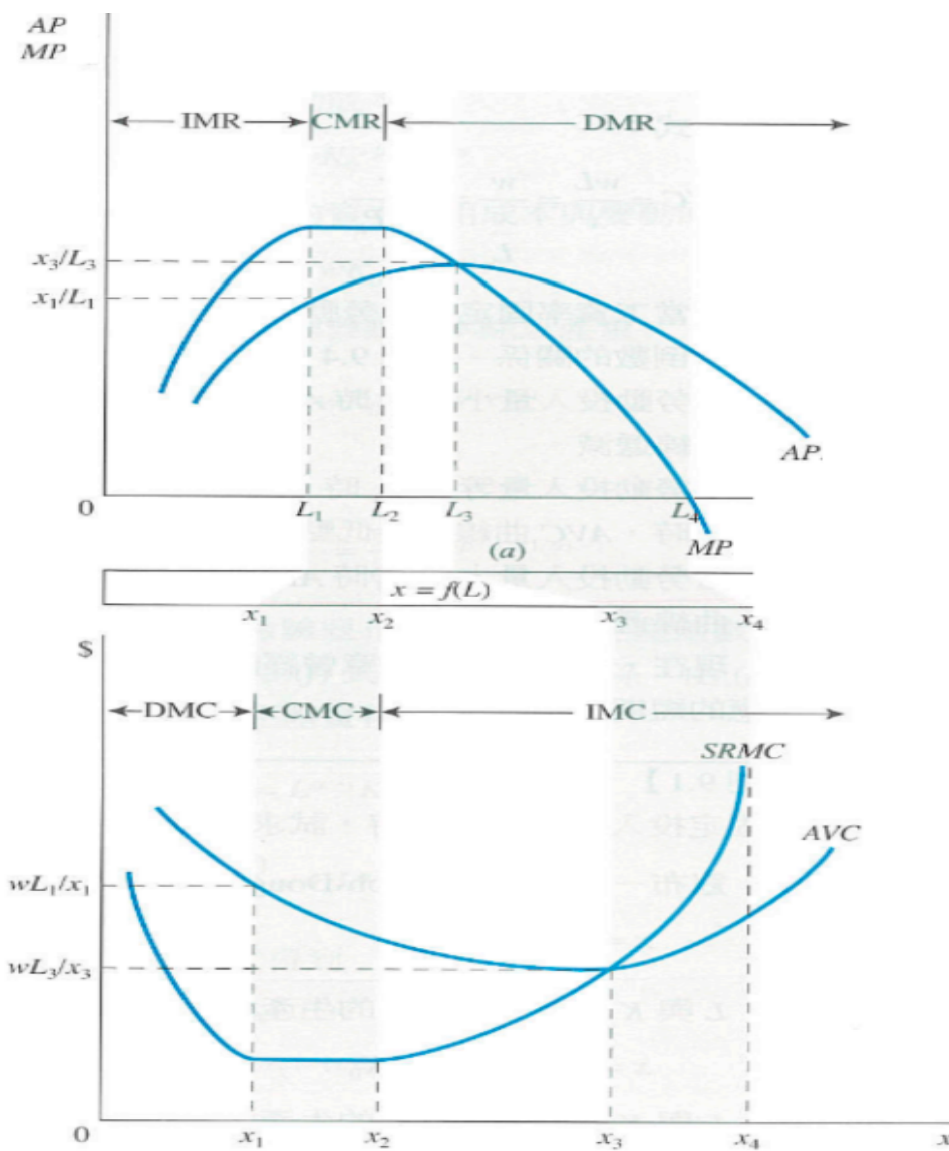 AP
MP
IMR CMR DMR
x₃/L₃
x₁/L₁
AP.
0 L₁ L₂ L₃ L₄
(a) MP
x = f(L)
x₁ x₂ x₃ x₄
$
DMC CMC IMC
SRMC
AVC
wL₁/x₁
wL₃/x₃
0 x₁ x₂ x₃ x₄ x